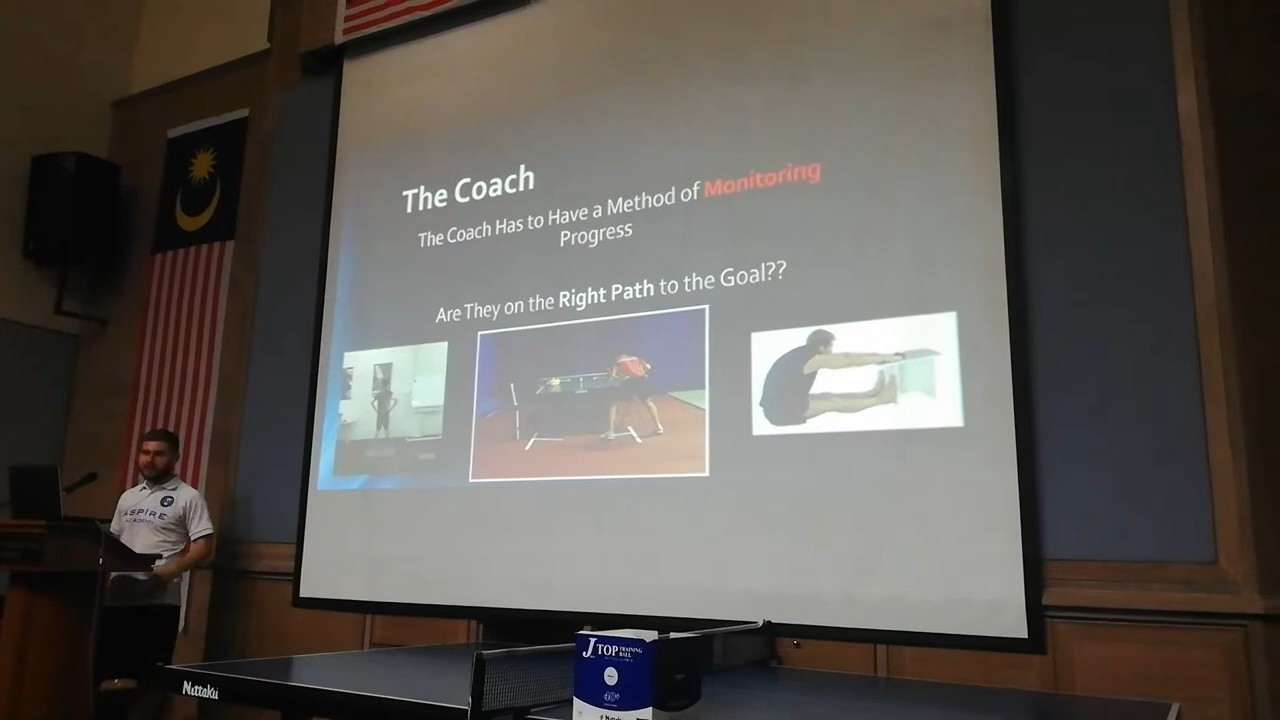 The Coach
The Coach Has to Have a Method of Monitoring
Progress
Are They on the Right Path to the Goal??
ASPIRE
ACADEMY
Nittaku
J TOP TRAINING
BALL